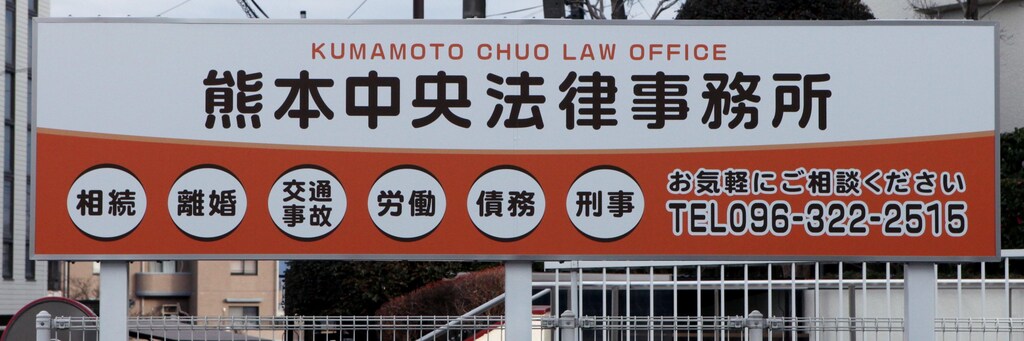 KUMAMOTO CHUO LAW OFFICE
熊本中央法律事務所
相続
離婚
交通
事故
労働
債務
刑事
お気軽にご相談ください
TEL096-322-2515